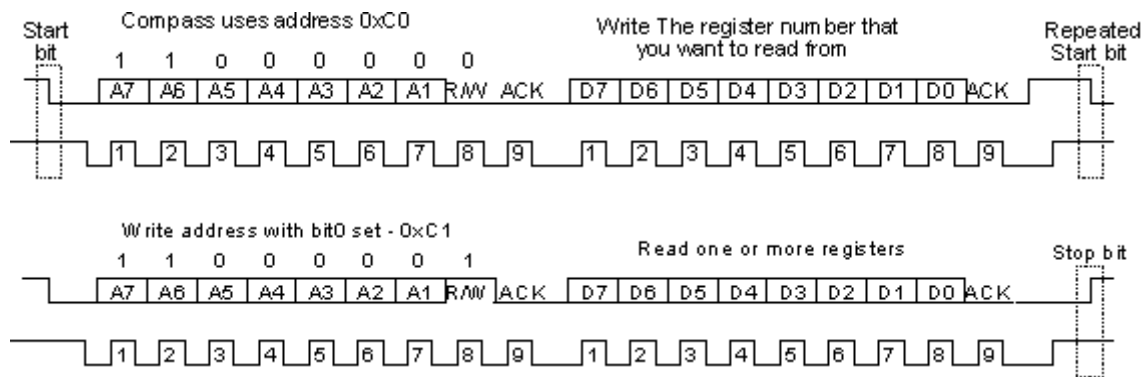 Start bit
Compass uses address 0xC0
Write The register number that
you want to read from
Repeated
Start bit
1 1 0 0 0 0 0 0
A7 A6 A5 A4 A3 A2 A1 R/W ACK D7 D6 D5 D4 D3 D2 D1 D0 ACK
1 2 3 4 5 6 7 8 9 1 2 3 4 5 6 7 8 9
Write address with bit0 set - 0xC1
Read one or more registers
Stop bit
1 1 0 0 0 0 0 1
A7 A6 A5 A4 A3 A2 A1 R/W ACK D7 D6 D5 D4 D3 D2 D1 D0 ACK
1 2 3 4 5 6 7 8 9 1 2 3 4 5 6 7 8 9